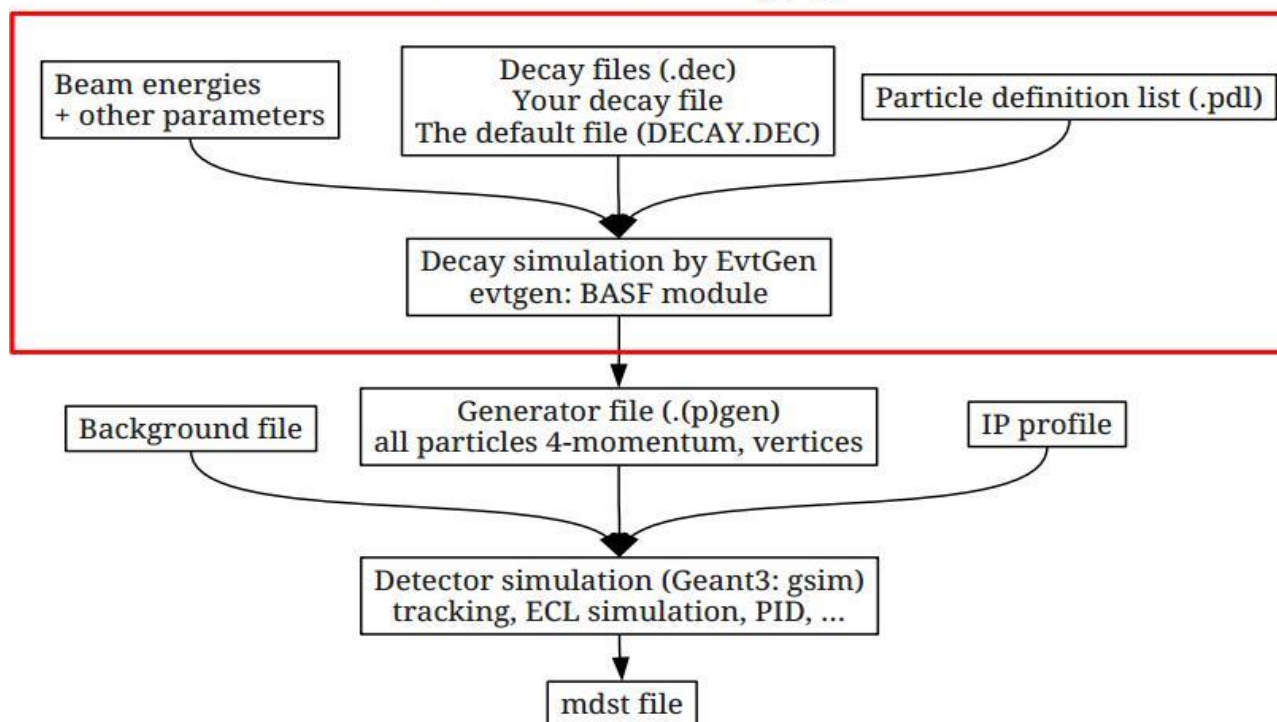 Beam energies
+ other parameters
Decay files (.dec)
Your decay file
The default file (DECAY.DEC)
Particle definition list (.pdl)
Decay simulation by EvtGen
evtgen: BASF module
Background file
Generator file (.(p)gen)
all particles 4-momentum, vertices
IP profile
Detector simulation (Geant3: gsim)
tracking, ECL simulation, PID, ...
mdst file